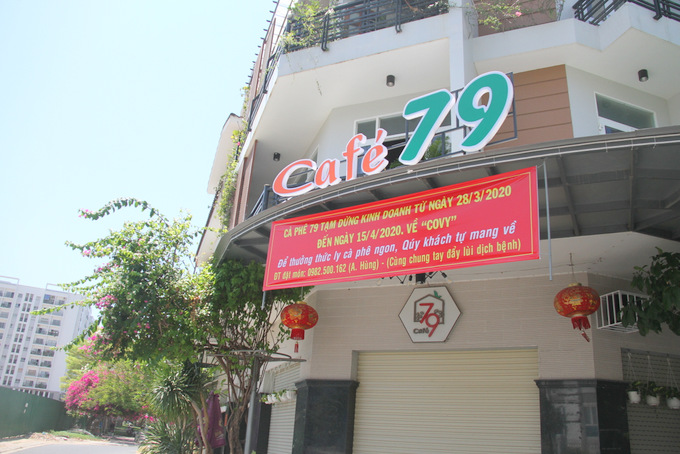 Café 79
CÀ PHÊ 79 TẠM DỪNG KINH DOANH TỪ NGÀY 28/3/2020
ĐẾN NGÀY 15/4/2020. VỀ "COVY"
Để thưởng thức ly cà phê ngon, Qúy khách tự mang về
ĐT đặt món: 0982.500.162 (A. Hùng) - (Cùng chung tay đẩy lùi dịch bệnh)
79
Café